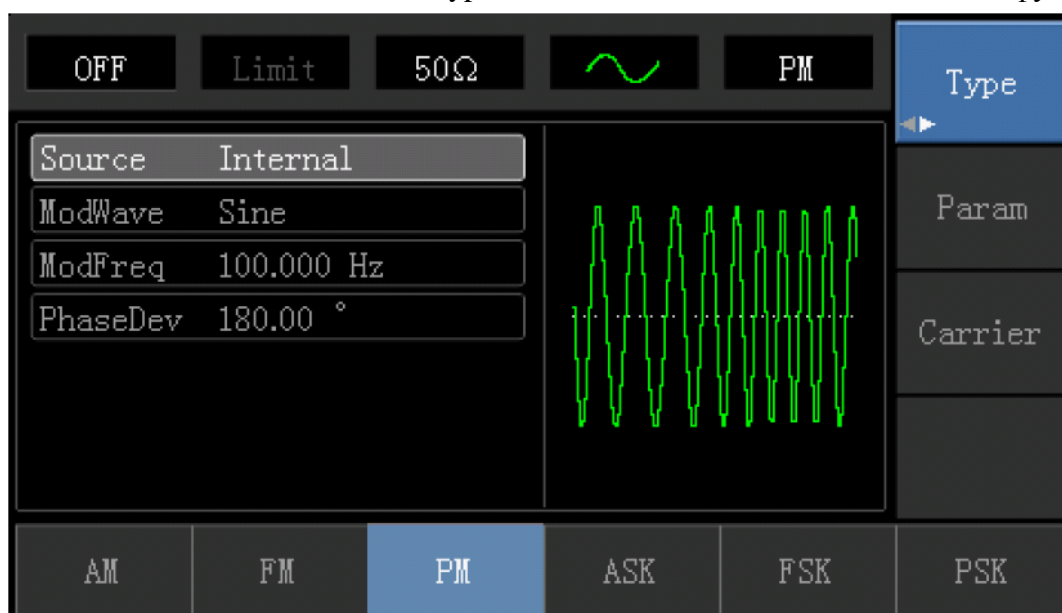 OFF Limit 50Ω PM
Type
Source Internal
ModWave Sine
ModFreq 100.000 Hz
PhaseDev 180.00 °
Param
Carrier
AM FM PM ASK FSK PSK